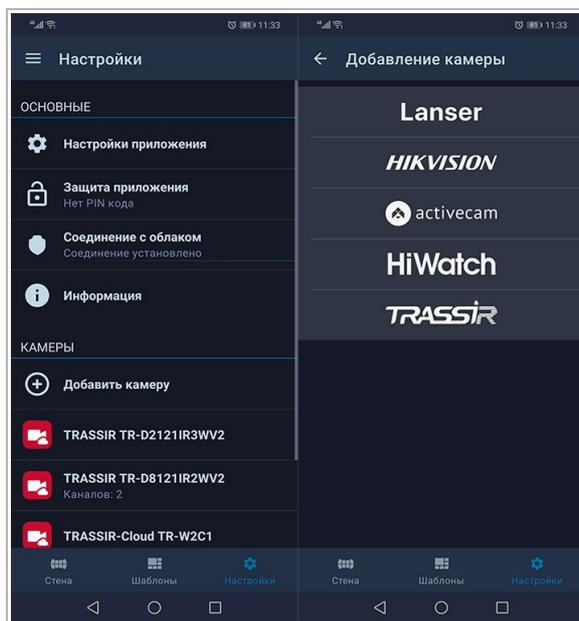 11:33
Настройки
ОСНОВНЫЕ
Настройки приложения
Защита приложения
Нет PIN кода
Соединение с облаком
Соединение установлено
Информация
КАМЕРЫ
Добавить камеру
TRASSIR TR-D2121IR3WV2
TRASSIR TR-D8121IR2WV2
Каналов: 2
TRASSIR-Cloud TR-W2C1
Стена
Шаблоны
Настройки
11:33
Добавление камеры
Lanser
HIKVISION
activecam
HiWatch
TRASSIR
Стена
Шаблоны
Настройки